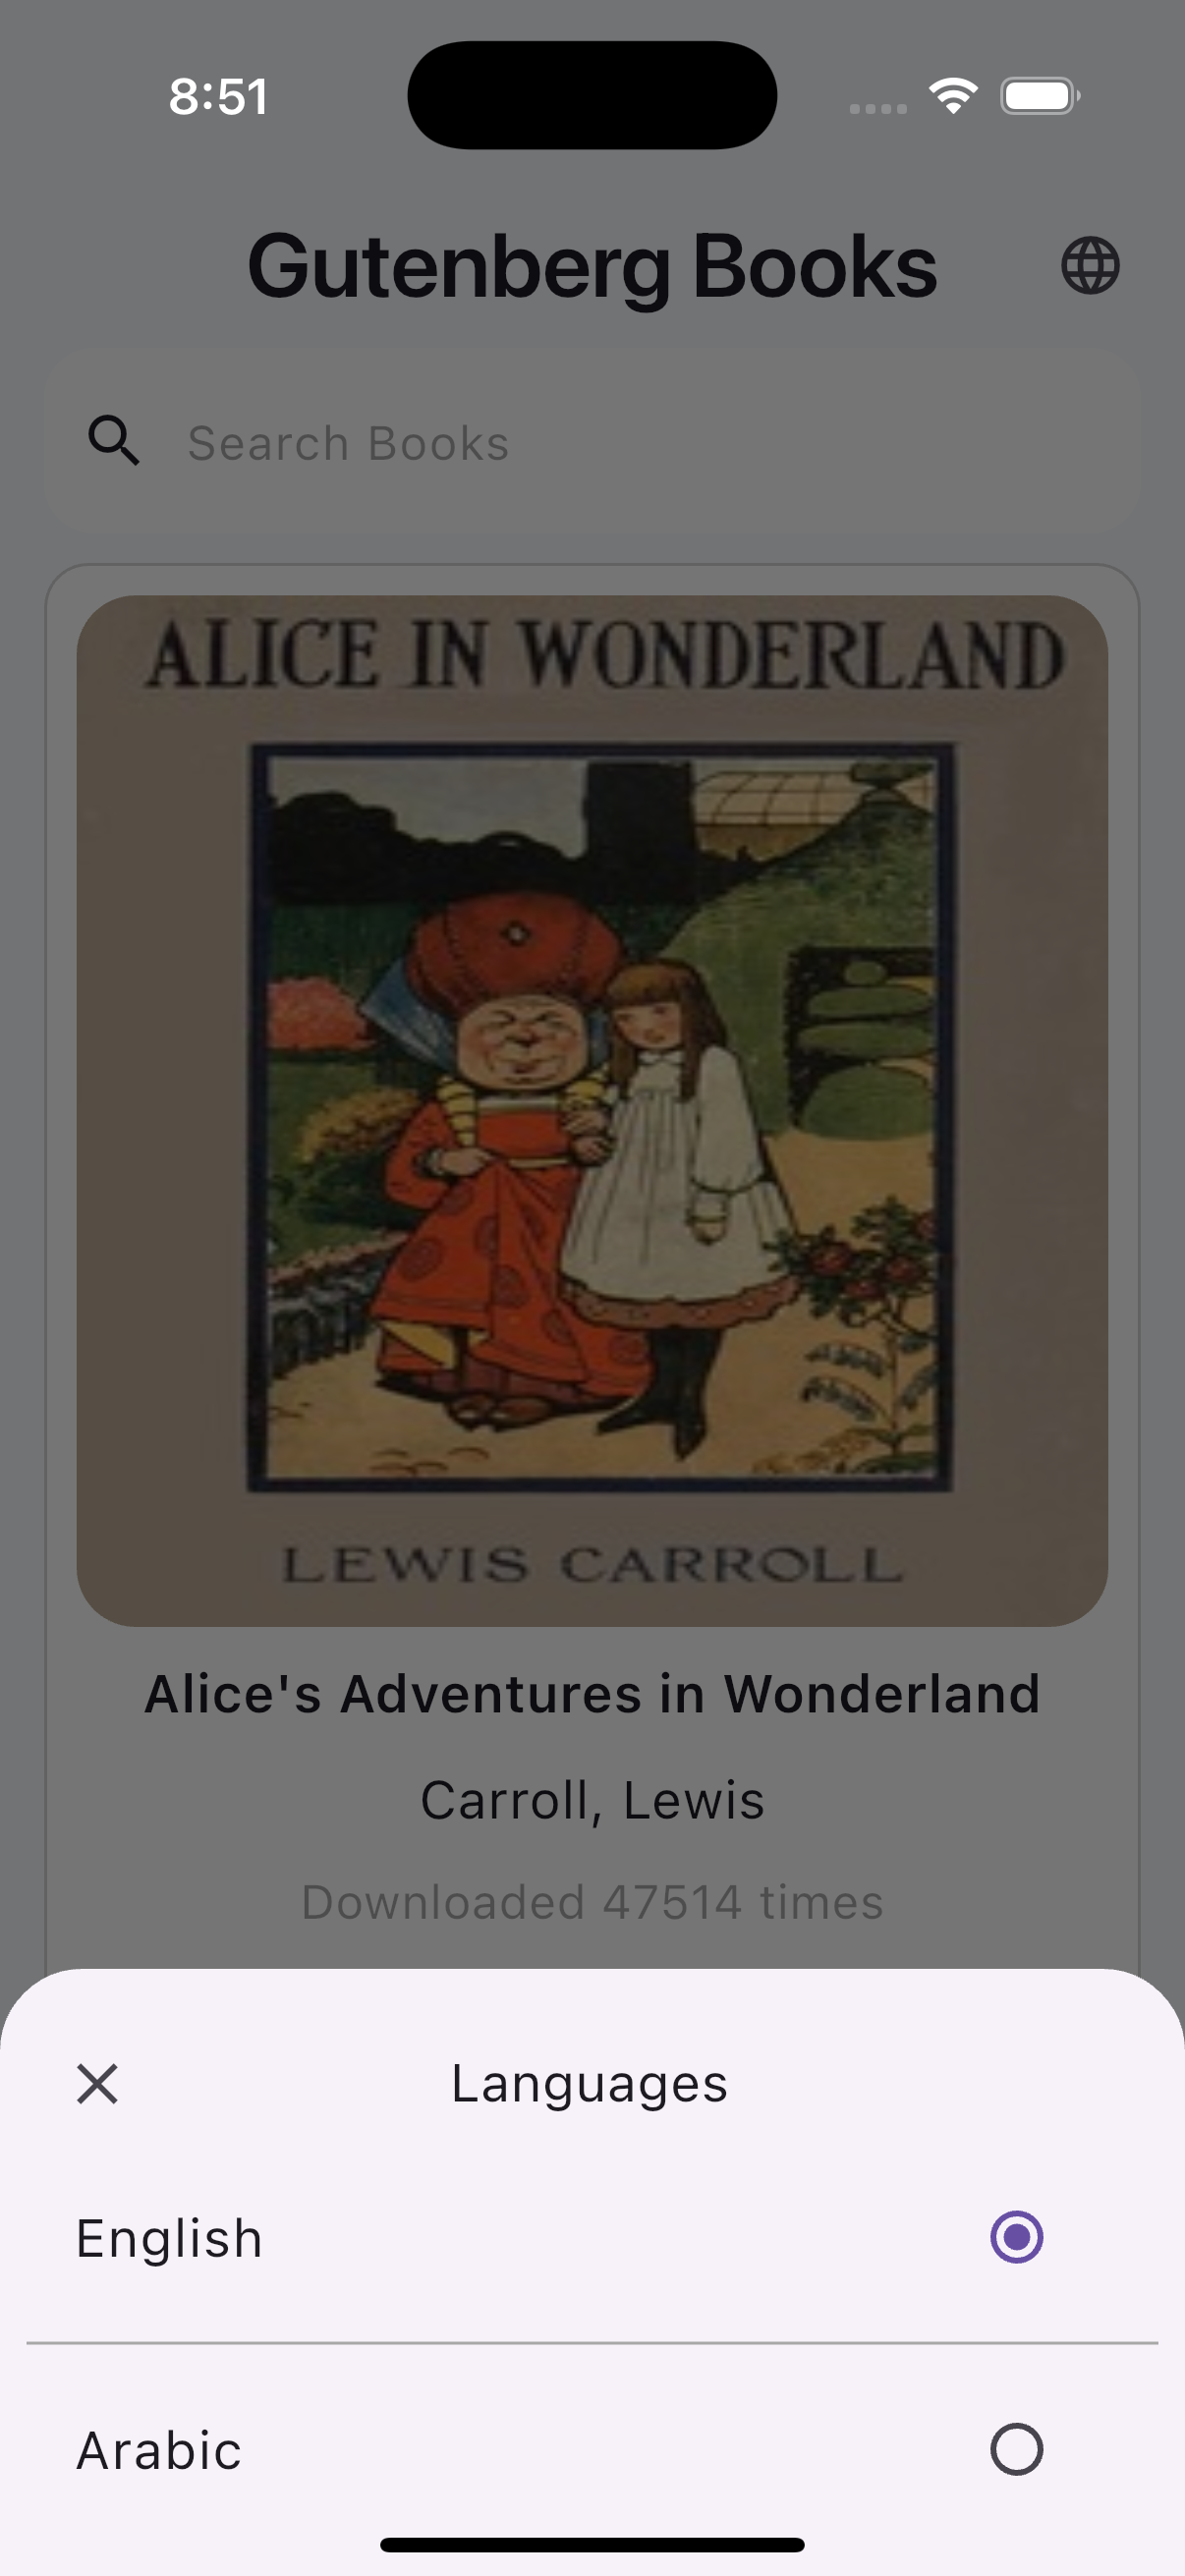 8:51
Gutenberg Books
Search Books
ALICE IN WONDERLAND
LEWIS CARROLL
Alice's Adventures in Wonderland
Carroll, Lewis
Downloaded 47514 times
Languages
English
Arabic